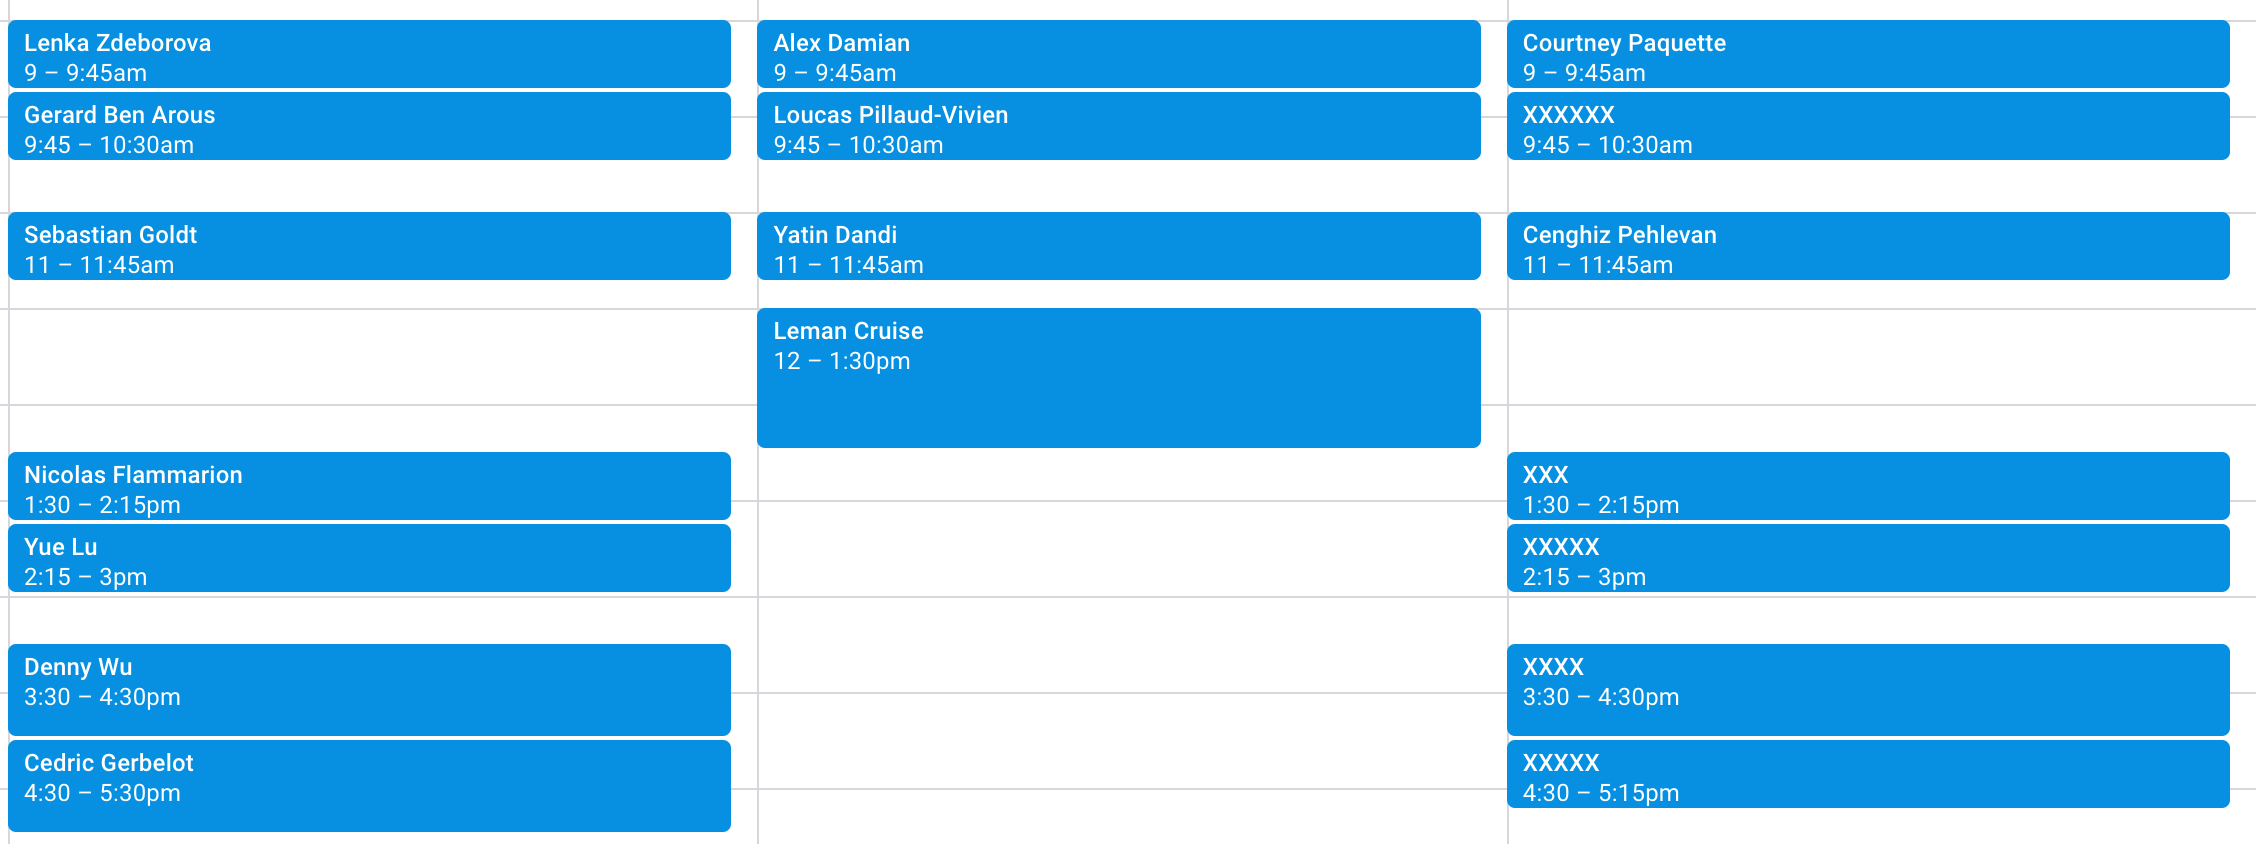 Lenka Zdeborova
9 – 9:45am
Gerard Ben Arous
9:45 – 10:30am
Sebastian Goldt
11 – 11:45am
Nicolas Flammarion
1:30 – 2:15pm
Yue Lu
2:15 – 3pm
Denny Wu
3:30 – 4:30pm
Cedric Gerbelot
4:30 – 5:30pm
Alex Damian
9 – 9:45am
Loucas Pillaud-Vivien
9:45 – 10:30am
Yatin Dandi
11 – 11:45am
Leman Cruise
12 – 1:30pm
Courtney Paquette
9 – 9:45am
XXXXXX
9:45 – 10:30am
Cenghiz Pehlevan
11 – 11:45am
XXX
1:30 – 2:15pm
XXXXX
2:15 – 3pm
XXXX
3:30 – 4:30pm
XXXXX
4:30 – 5:15pm